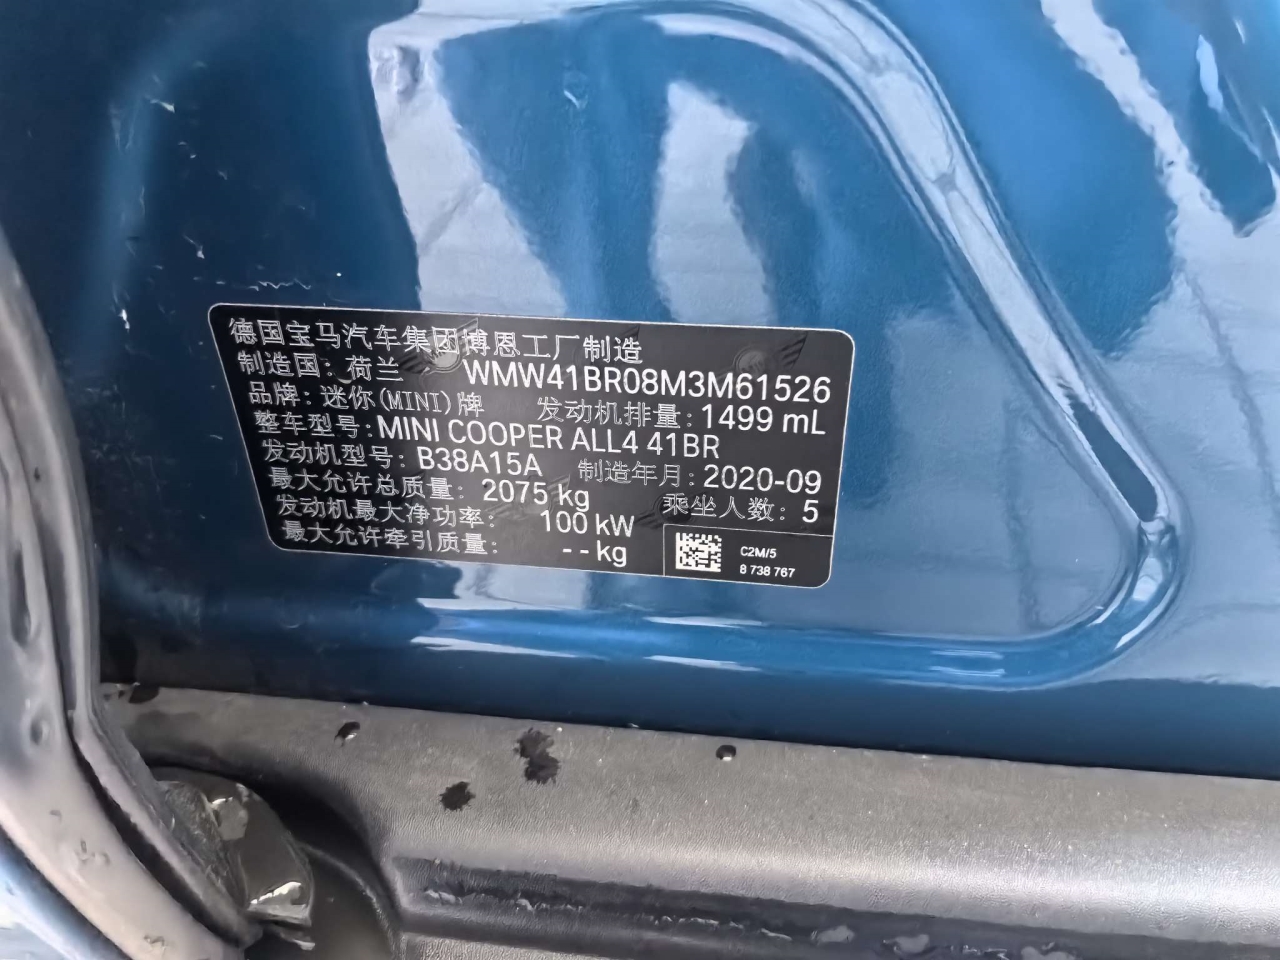 德国宝马汽车集团博恩工厂制造
制造国: 荷兰 WMW41BR08M3M61526
品牌: 迷你(MINI)牌 发动机排量: 1499 mL
整车型号: MINI COOPER ALL4 41BR
发动机型号: B38A15A 制造年月: 2020-09
最大允许总质量: 2075 kg 乘坐人数: 5
发动机最大净功率: 100 kW
最大允许牵引质量: -- kg
C2M/5
8 738 767